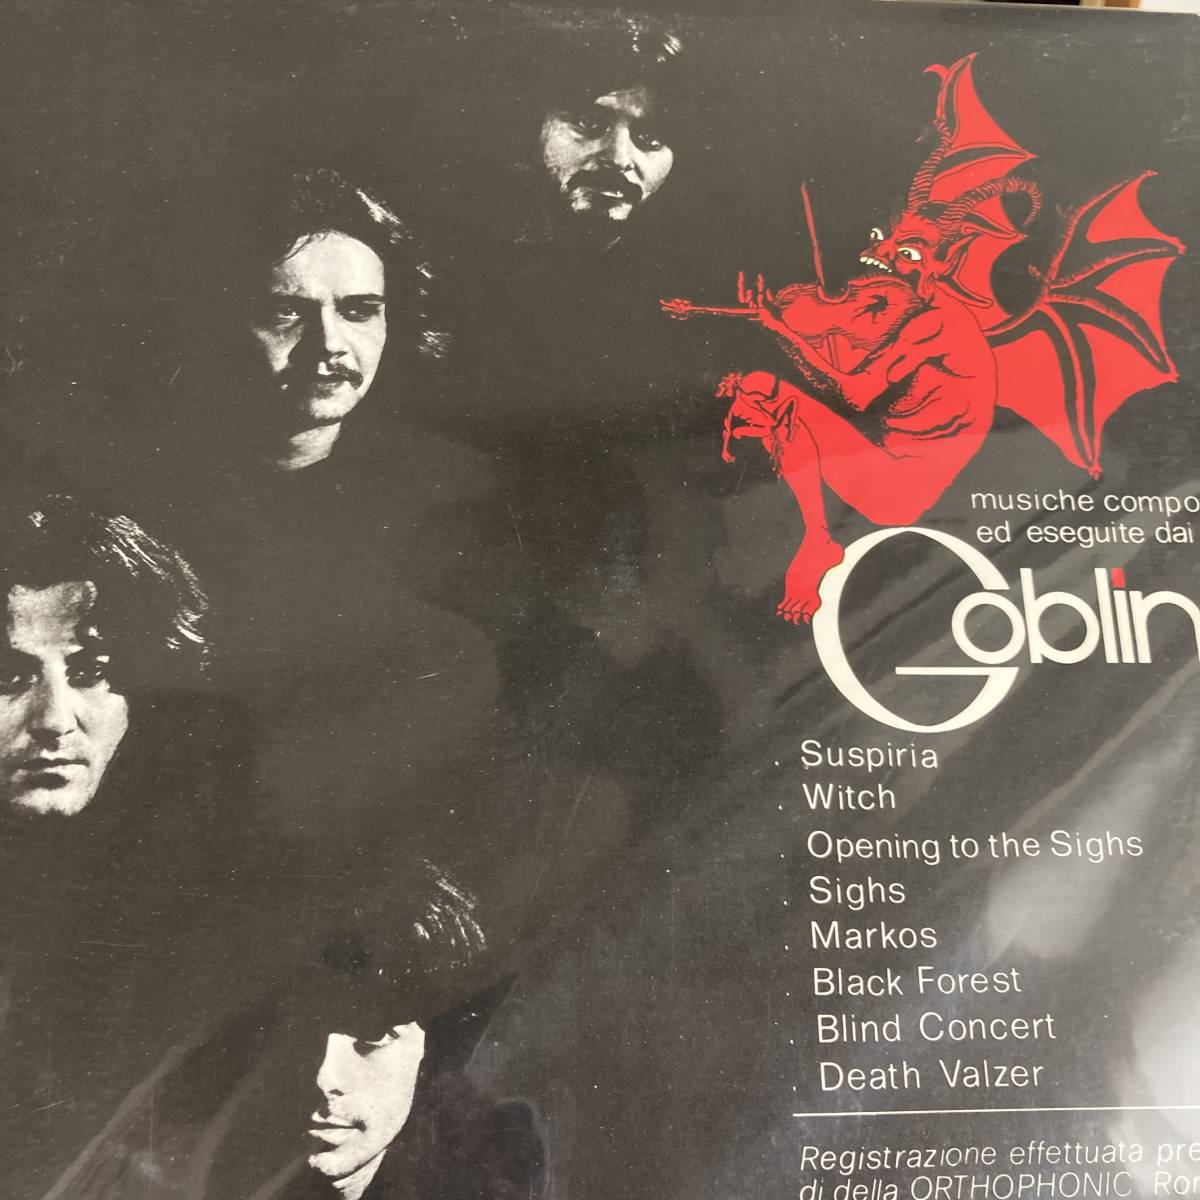 musiche compo
ed eseguite dai
Goblin
. Suspiria
. Witch
. Opening to the Sighs
. Sighs
. Markos
. Black Forest
. Blind Concert
. Death Valzer
Registrazione effettuata pre
di della ORTHOPHONIC Ro